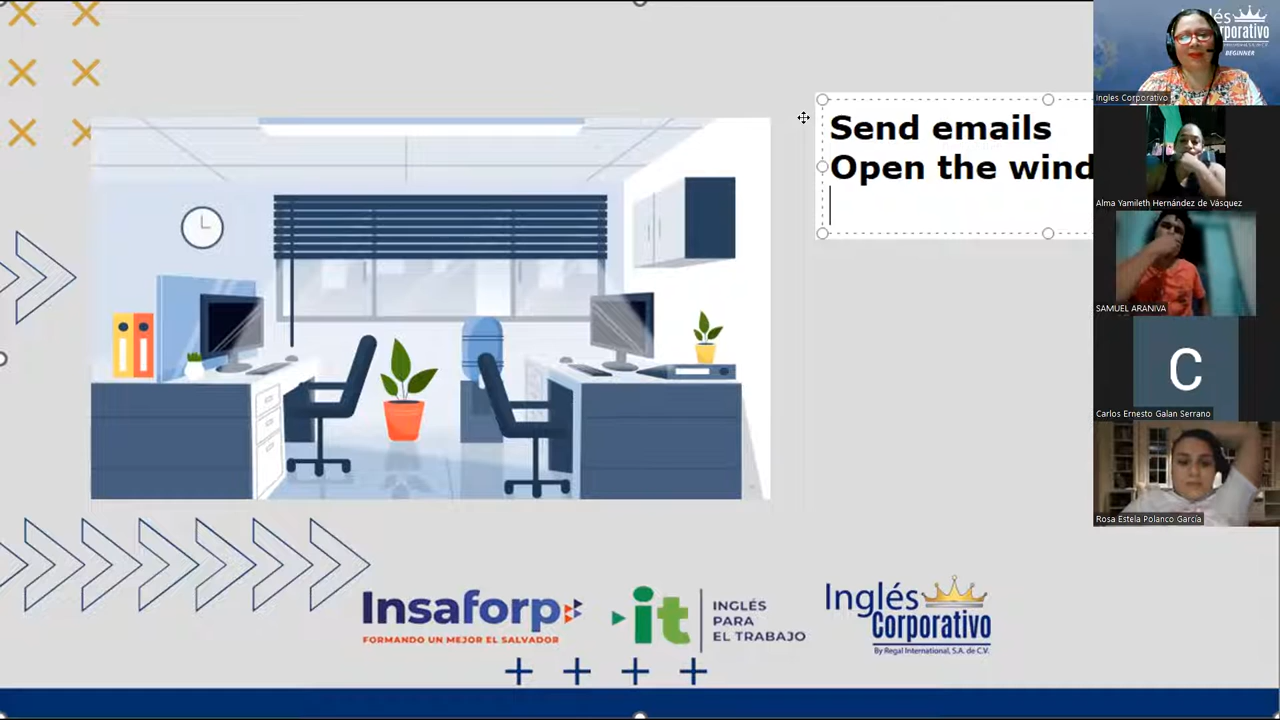 Send emails
Open the wind
Insaforp
FORMANDO UN MEJOR EL SALVADOR
it
INGLÉS
PARA
EL TRABAJO
Inglés
Corporativo
By Regal International, S.A. de C.V.
Corporativo
BEGINNER
Ingles Corporativo
Alma Yamileth Hernández de Vásquez
SAMUEL ARANIVA
C
Carlos Ernesto Galan Serrano
Rosa Estela Polanco García